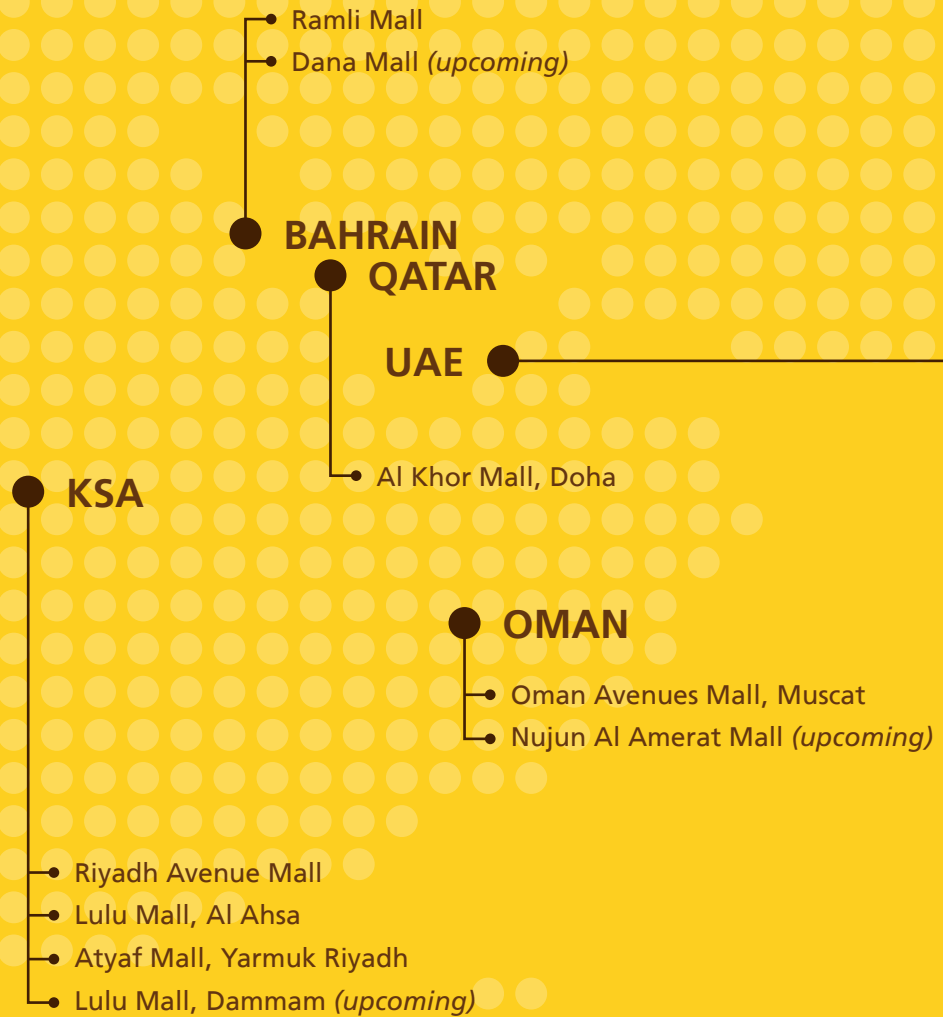 Ramli Mall
Dana Mall (upcoming)
BAHRAIN
QATAR
UAE
Al Khor Mall, Doha
KSA
OMAN
Oman Avenues Mall, Muscat
Nujun Al Amerat Mall (upcoming)
Riyadh Avenue Mall
Lulu Mall, Al Ahsa
Atyaf Mall, Yarmuk Riyadh
Lulu Mall, Dammam (upcoming)